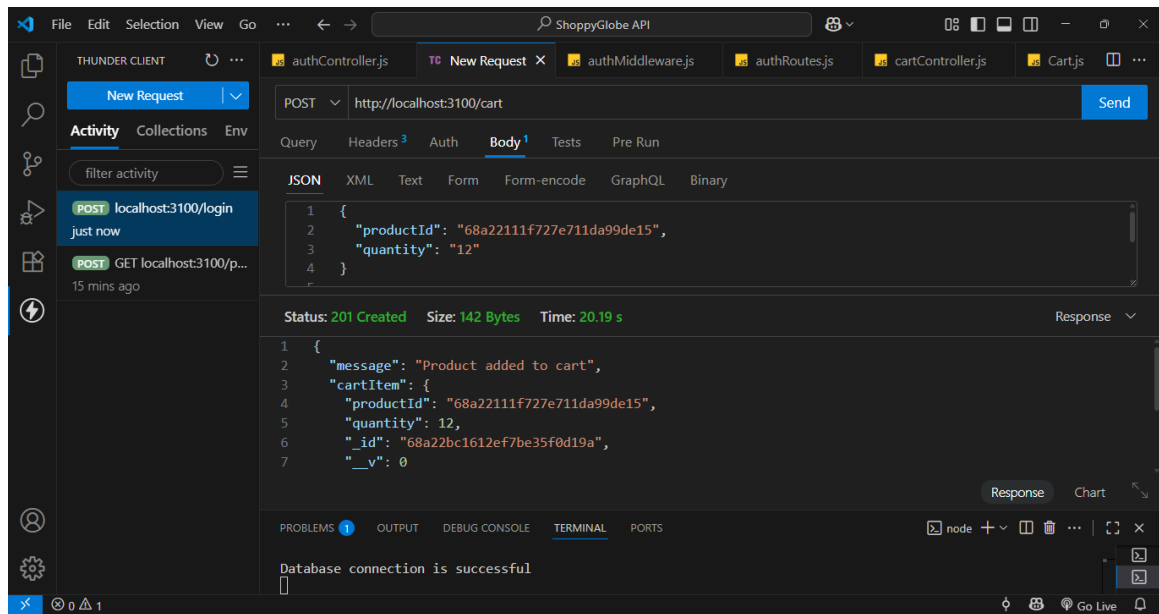 File Edit Selection View Go ... ShoppyGlobe API
THUNDER CLIENT
New Request
Activity Collections Env
filter activity
POST localhost:3100/login
just now
POST GET localhost:3100/p...
15 mins ago
JS authController.js TC New Request JS authMiddleware.js JS authRoutes.js JS cartController.js JS Cart.js
POST http://localhost:3100/cart Send
Query Headers 3 Auth Body 1 Tests Pre Run
JSON XML Text Form Form-encode GraphQL Binary
1 {
2 "productId": "68a22111f727e711da99de15",
3 "quantity": "12"
4 }
Status: 201 Created Size: 142 Bytes Time: 20.19 s Response
1 {
2 "message": "Product added to cart",
3 "cartItem": {
4 "productId": "68a22111f727e711da99de15",
5 "quantity": 12,
6 "_id": "68a22bc1612ef7be35f0d19a",
7 "__v": 0
Response Chart
PROBLEMS 1 OUTPUT DEBUG CONSOLE TERMINAL PORTS node
Database connection is successful
0 1 Go Live